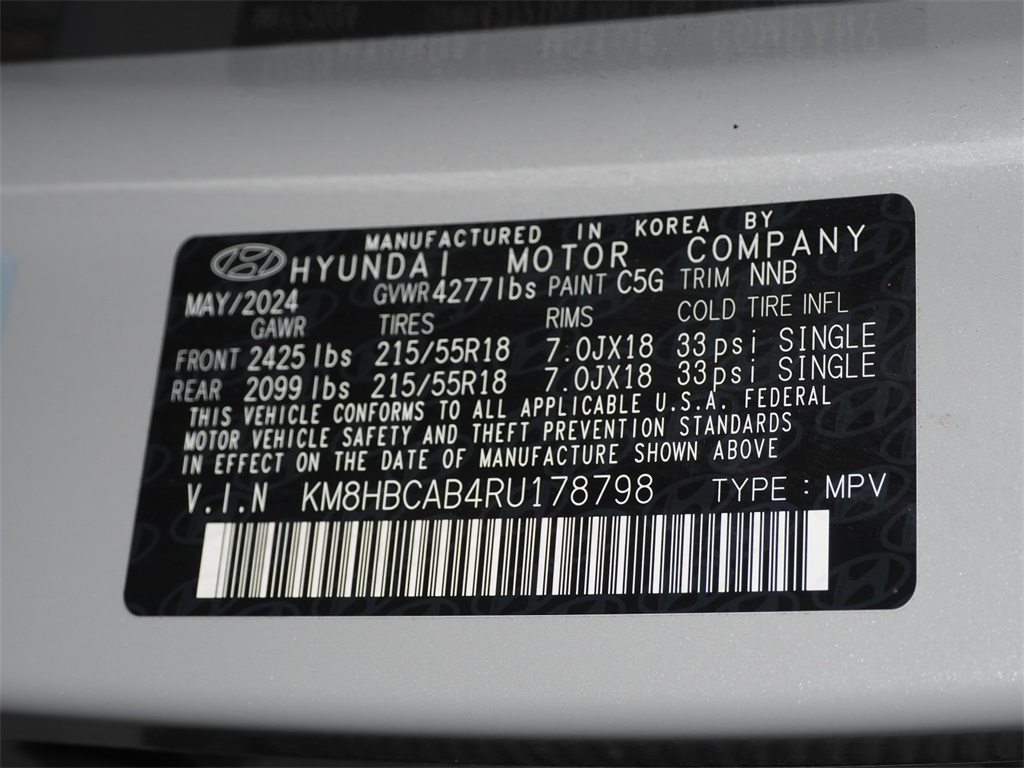 MANUFACTURED IN KOREA BY
HYUNDAI MOTOR COMPANY
MAY/2024 GVWR 4277lbs PAINT C5G TRIM NNB
GAWR TIRES RIMS COLD TIRE INFL
FRONT 2425 lbs 215/55R18 7.0JX18 33psi SINGLE
REAR 2099 lbs 215/55R18 7.0JX18 33psi SINGLE
THIS VEHICLE CONFORMS TO ALL APPLICABLE U.S.A. FEDERAL
MOTOR VEHICLE SAFETY AND THEFT PREVENTION STANDARDS
IN EFFECT ON THE DATE OF MANUFACTURE SHOWN ABOVE
V.I.N KM8HBCAB4RU178798 TYPE : MPV